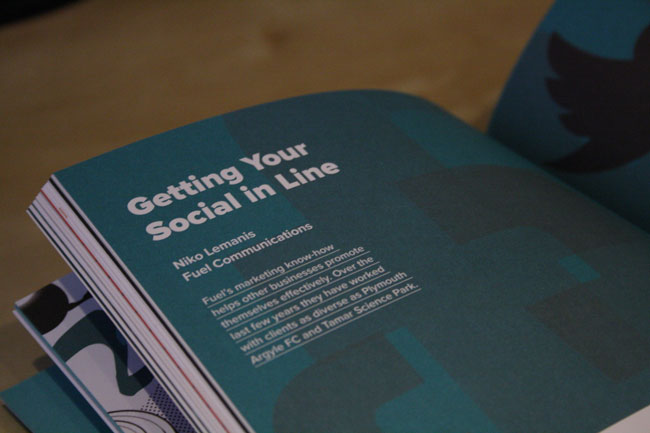 Getting Your
Social in Line
Niko Lemanis
Fuel Communications
Fuel's marketing know-how
helps other businesses promote
themselves effectively. Over the
last few years they have worked
with clients as diverse as Plymouth
Argyle FC and Tamar Science Park.